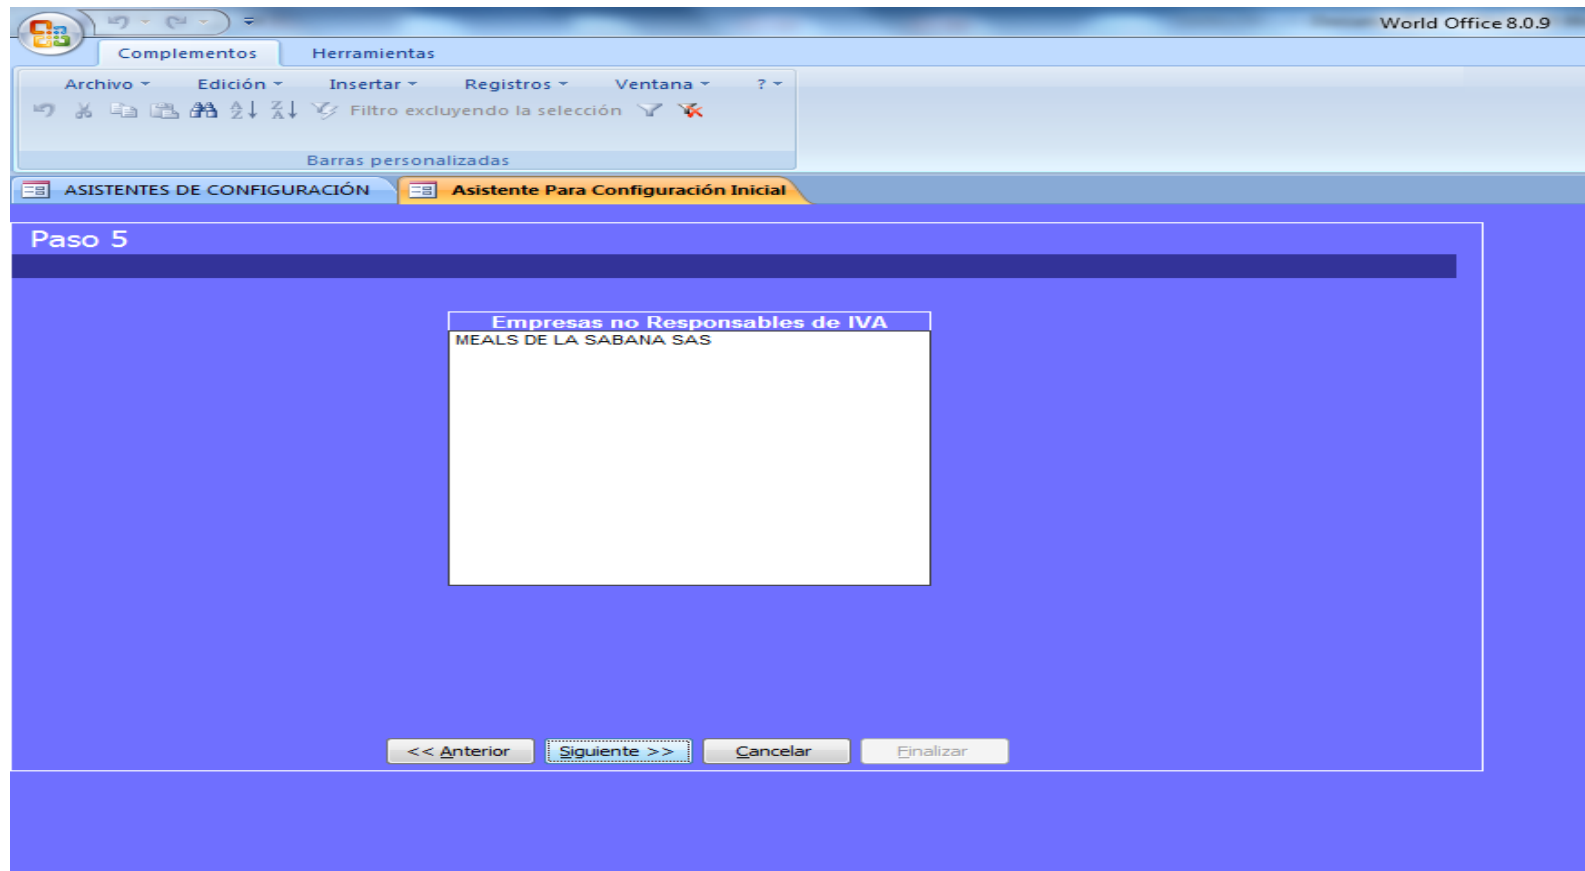 World Office 8.0.9
Complementos Herramientas
Archivo Edición Insertar Registros Ventana ?
Filtro excluyendo la selección
Barras personalizadas
ASISTENTES DE CONFIGURACIÓN Asistente Para Configuración Inicial
Paso 5
Empresas no Responsables de IVA
MEALS DE LA SABANA SAS
<< Anterior Siguiente >> Cancelar Finalizar